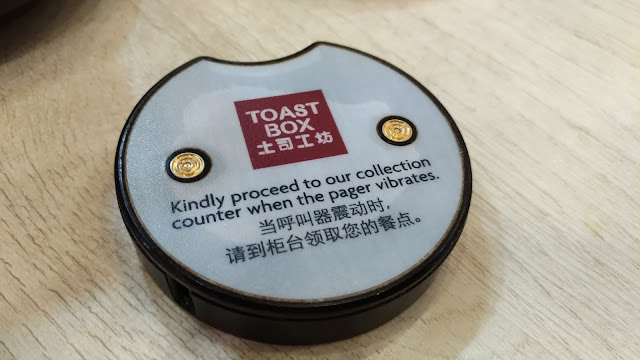 TOAST
BOX
土司工坊
Kindly proceed to our collection
counter when the pager vibrates.
当呼叫器震动时,
请到柜台领取您的餐点。